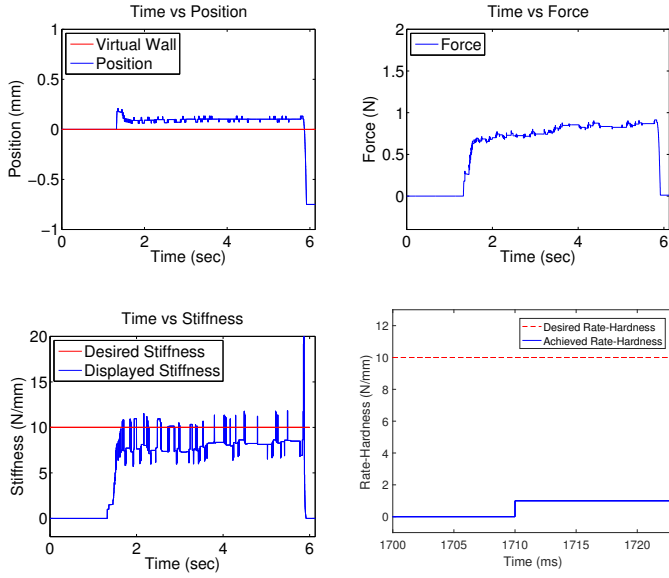 Time vs Position
Virtual Wall
Position
Position (mm)
1
0.5
0
−0.5
−1
0 2 4 6
Time (sec)
Time vs Force
Force
Force (N)
2
1.5
1
0.5
0
0 2 4 6
Time (sec)
Time vs Stiffness
Desired Stiffness
Displayed Stiffness
Stiffness (N/mm)
20
15
10
5
0
0 2 4 6
Time (sec)
Desired Rate-Hardness
Achieved Rate-Hardness
Rate-Hardness (N/mm)
12
10
8
6
4
2
0
1700 1705 1710 1715 1720
Time (ms)